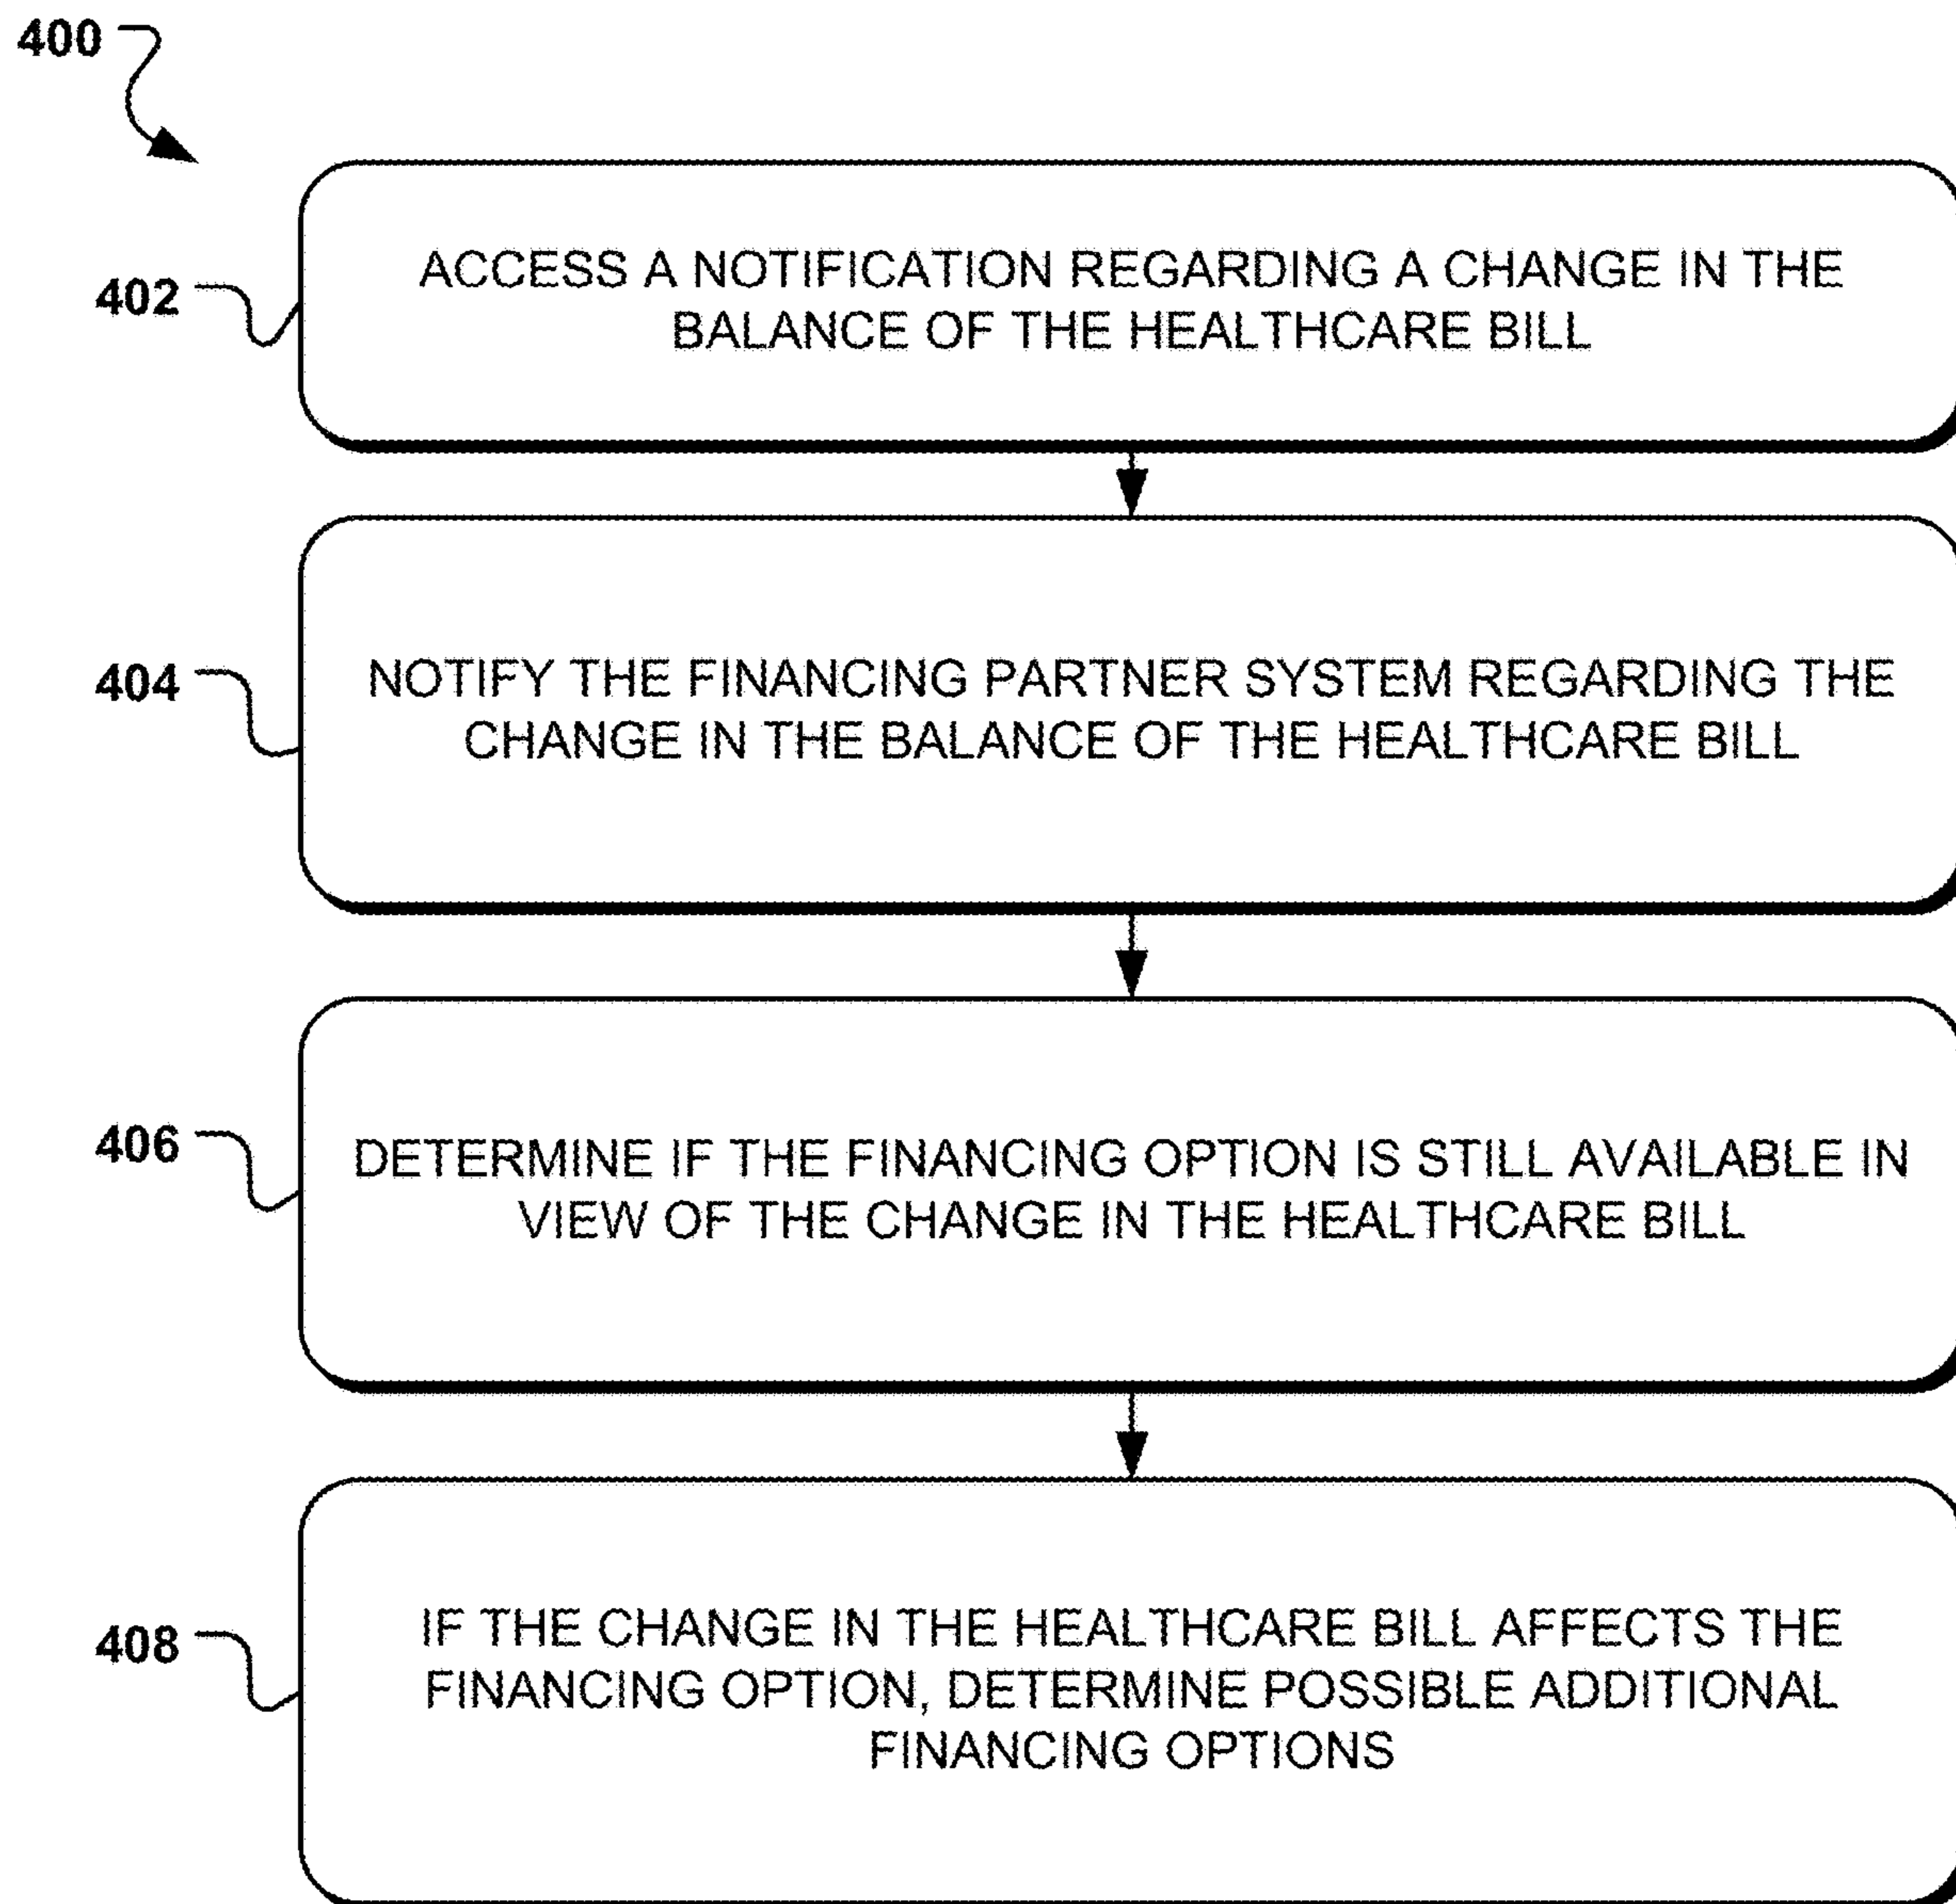 400
402
ACCESS A NOTIFICATION REGARDING A CHANGE IN THE
BALANCE OF THE HEALTHCARE BILL
404
NOTIFY THE FINANCING PARTNER SYSTEM REGARDING THE
CHANGE IN THE BALANCE OF THE HEALTHCARE BILL
406
DETERMINE IF THE FINANCING OPTION IS STILL AVAILABLE IN
VIEW OF THE CHANGE IN THE HEALTHCARE BILL
408
IF THE CHANGE IN THE HEALTHCARE BILL AFFECTS THE
FINANCING OPTION, DETERMINE POSSIBLE ADDITIONAL
FINANCING OPTIONS